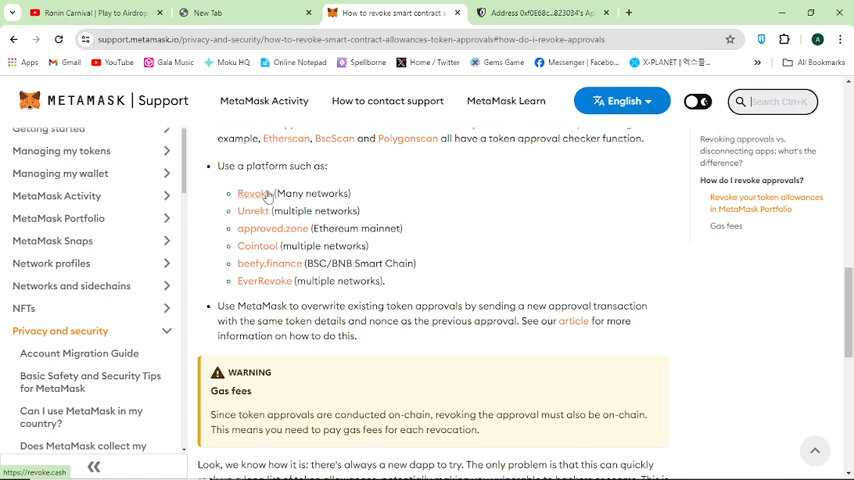 Ronin Carnival | Play to Airdrop
New Tab
How to revoke smart contract a
Address 0xf0E68c...823034's Ap
support.metamask.io/privacy-and-security/how-to-revoke-smart-contract-allowances-token-approvals#how-do-i-revoke-approvals
Apps
Gmail
YouTube
Gala Music
Moku HQ
Online Notepad
Spellborne
Home / Twitter
Gems Game
Messenger | Facebo...
X-PLANET | 엑스플...
All Bookmarks
METAMASK | Support
MetaMask Activity
How to contact support
MetaMask Learn
English
Search Ctrl+K
Getting started
Managing my tokens
Managing my wallet
MetaMask Activity
MetaMask Portfolio
MetaMask Snaps
Network profiles
Networks and sidechains
NFTs
Privacy and security
Account Migration Guide
Basic Safety and Security Tips
for MetaMask
Can I use MetaMask in my
country?
Does MetaMask collect my
https://revoke.cash
example, Etherscan, BscScan and Polygonscan all have a token approval checker function.
Use a platform such as:
Revoke (Many networks)
Unrekt (multiple networks)
approved.zone (Ethereum mainnet)
Cointool (multiple networks)
beefy.finance (BSC/BNB Smart Chain)
EverRevoke (multiple networks).
Use MetaMask to overwrite existing token approvals by sending a new approval transaction
with the same token details and nonce as the previous approval. See our article for more
information on how to do this.
WARNING
Gas fees
Since token approvals are conducted on-chain, revoking the approval must also be on-chain.
This means you need to pay gas fees for each revocation.
Look, we know how it is: there's always a new dapp to try. The only problem is that this can quickly
Revoking approvals vs.
disconnecting apps: what's the
difference?
How do I revoke approvals?
Revoke your token allowances
in MetaMask Portfolio
Gas fees